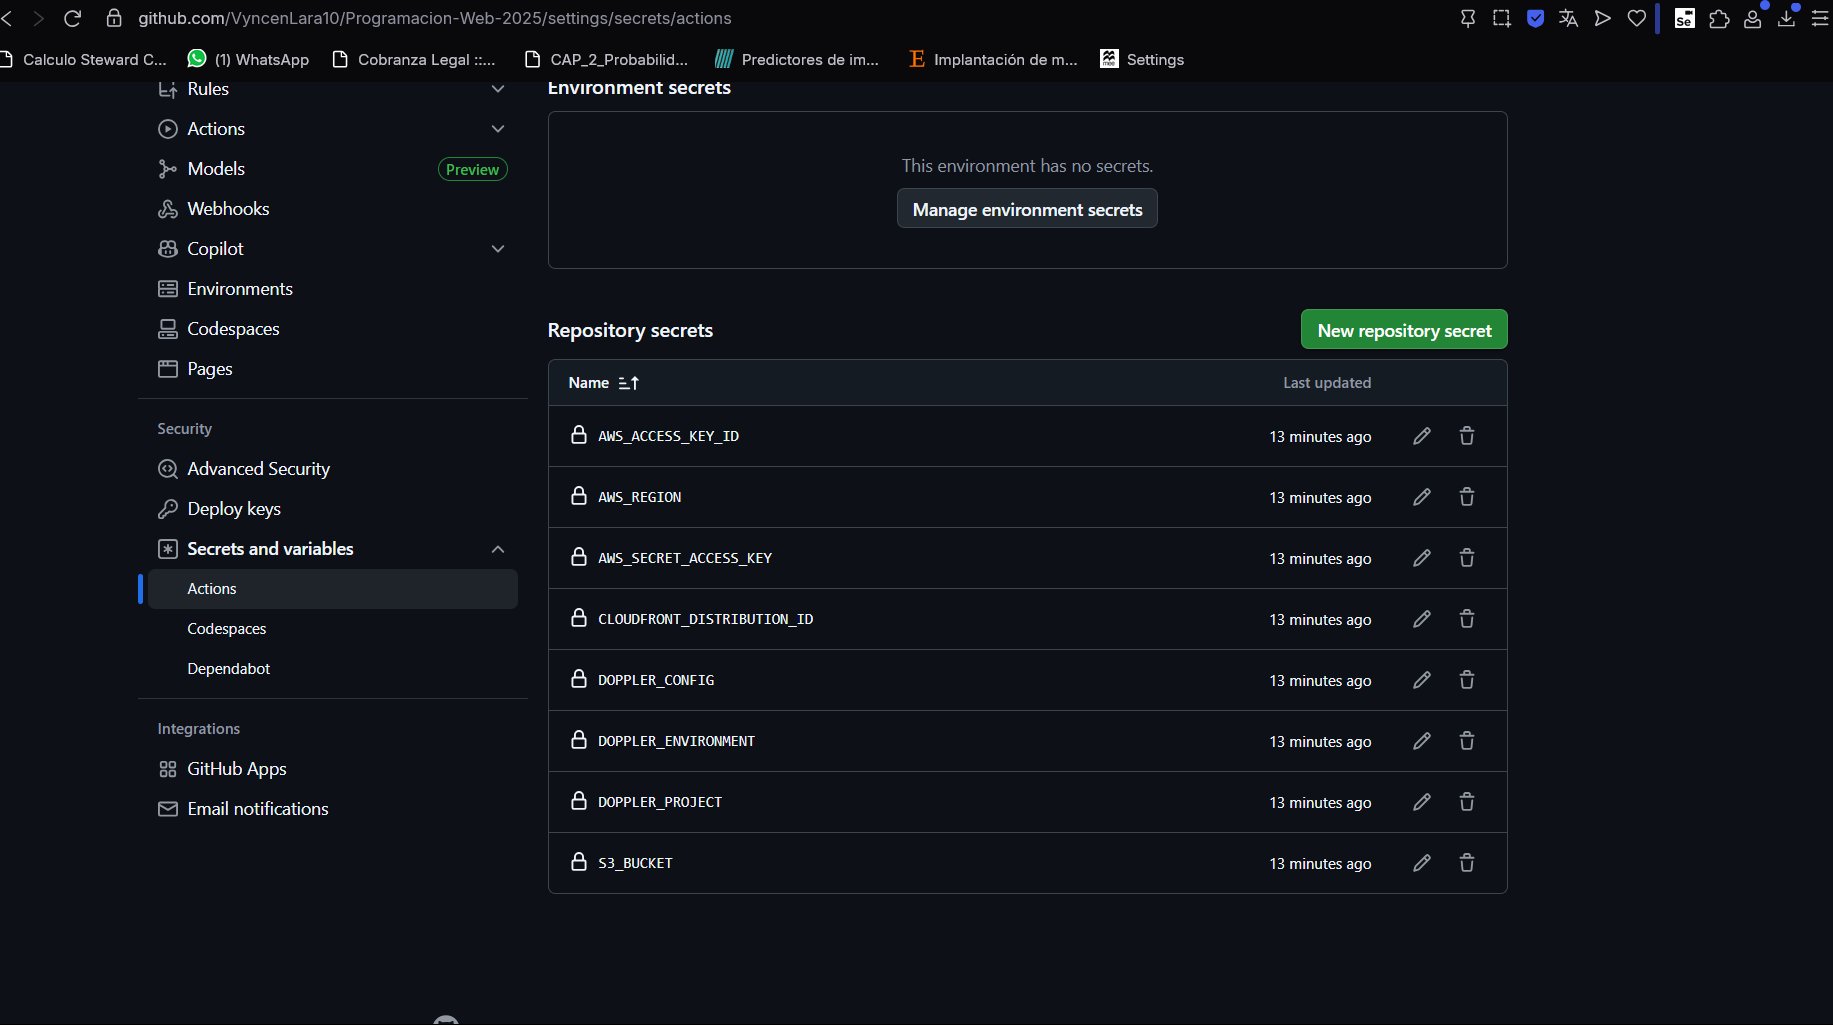 github.com/VyncenLara10/Programacion-Web-2025/settings/secrets/actions
Calculo Steward C...
(1) WhatsApp
Cobranza Legal ::...
CAP_2_Probabilid...
Predictores de im...
Implantación de m...
Settings
Rules
Actions
Models
Preview
Webhooks
Copilot
Environments
Codespaces
Pages
Security
Advanced Security
Deploy keys
Secrets and variables
Actions
Codespaces
Dependabot
Integrations
GitHub Apps
Email notifications
Environment secrets
This environment has no secrets.
Manage environment secrets
Repository secrets
New repository secret
Name
Last updated
AWS_ACCESS_KEY_ID
13 minutes ago
AWS_REGION
13 minutes ago
AWS_SECRET_ACCESS_KEY
13 minutes ago
CLOUDFRONT_DISTRIBUTION_ID
13 minutes ago
DOPPLER_CONFIG
13 minutes ago
DOPPLER_ENVIRONMENT
13 minutes ago
DOPPLER_PROJECT
13 minutes ago
S3_BUCKET
13 minutes ago